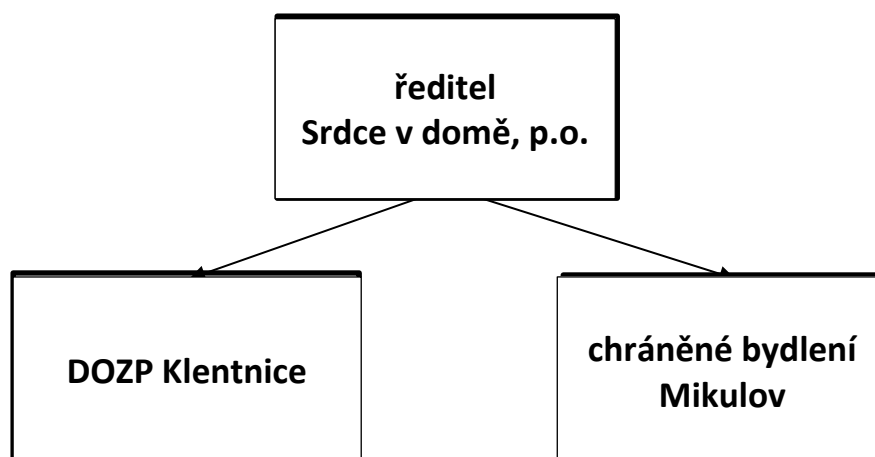 ředitel
Srdce v domě, p.o.
DOZP Klentnice
chráněné bydlení
Mikulov